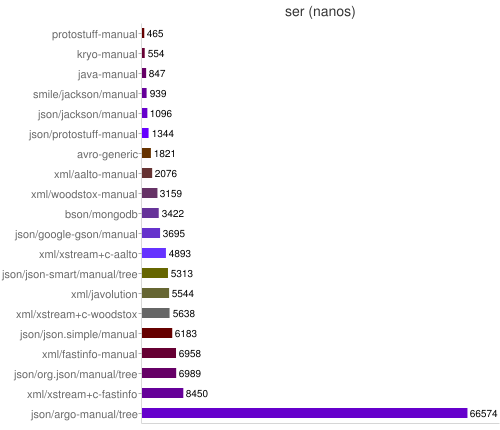 ser (nanos)
protostuff-manual 465
kryo-manual 554
java-manual 847
smile/jackson/manual 939
json/jackson/manual 1096
json/protostuff-manual 1344
avro-generic 1821
xml/aalto-manual 2076
xml/woodstox-manual 3159
bson/mongodb 3422
json/google-gson/manual 3695
xml/xstream+c-aalto 4893
json/json-smart/manual/tree 5313
xml/javolution 5544
xml/xstream+c-woodstox 5638
json/json.simple/manual 6183
xml/fastinfo-manual 6958
json/org.json/manual/tree 6989
xml/xstream+c-fastinfo 8450
json/argo-manual/tree 66574